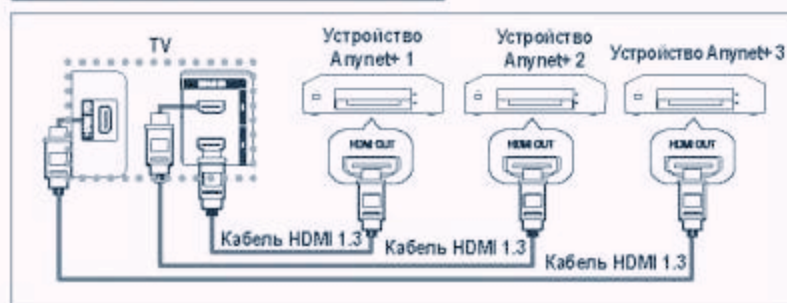 TV
Устройство
Anynet+ 1
Устройство
Anynet+ 2
Устройство Anynet+ 3
HDMI OUT
HDMI OUT
HDMI OUT
Кабель HDMI 1.3
Кабель HDMI 1.3
Кабель HDMI 1.3